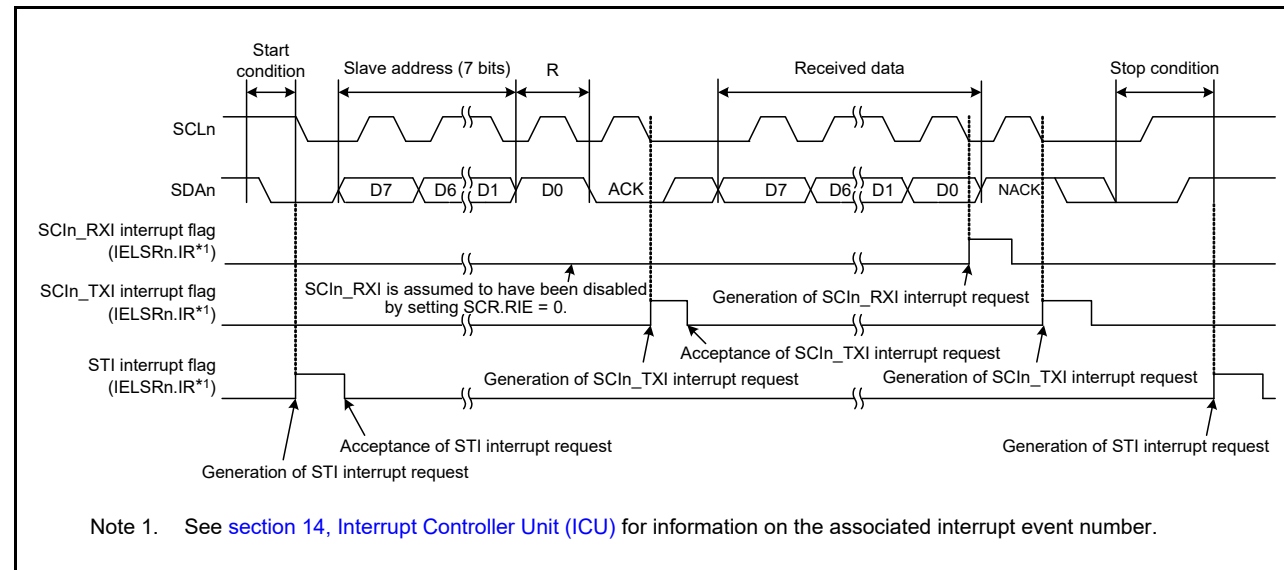 Start
condition
Slave address (7 bits)
R
Received data
Stop condition
SCLn
SDAn
D7
D6
D1
D0
ACK
D7
D6
D1
D0
NACK
SCIn_RXI interrupt flag
(IELSRn.IR*1)
SCIn_RXI is assumed to have been disabled
by setting SCR.RIE = 0.
Generation of SCIn_RXI interrupt request
SCIn_TXI interrupt flag
(IELSRn.IR*1)
Acceptance of SCIn_TXI interrupt request
Generation of SCIn_TXI interrupt request
Generation of SCIn_TXI interrupt request
STI interrupt flag
(IELSRn.IR*1)
Acceptance of STI interrupt request
Generation of STI interrupt request
Generation of STI interrupt request
Note 1. See section 14, Interrupt Controller Unit (ICU) for information on the associated interrupt event number.